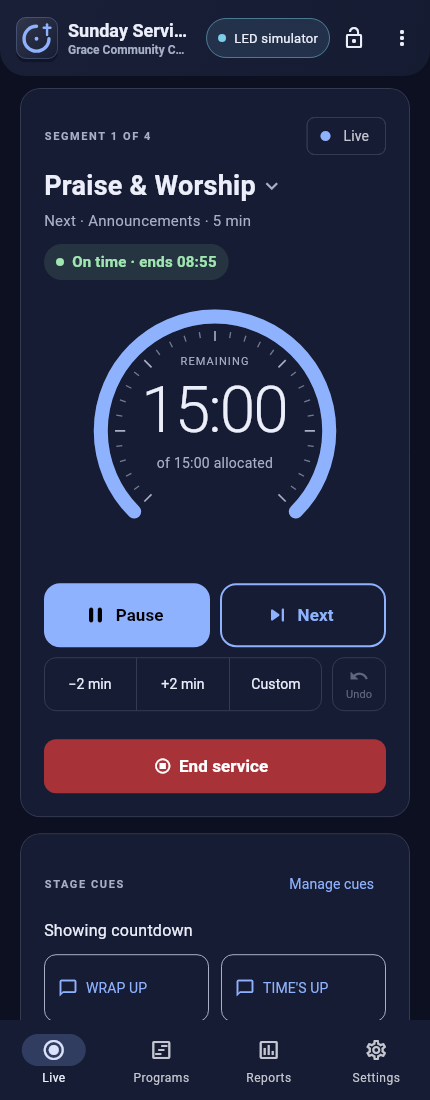 Sunday Servi...
Grace Community C...
LED simulator
SEGMENT 1 OF 4
Live
Praise & Worship
Next · Announcements · 5 min
On time · ends 08:55
REMAINING
15:00
of 15:00 allocated
Pause
Next
−2 min
+2 min
Custom
Undo
End service
STAGE CUES
Manage cues
Showing countdown
WRAP UP
TIME'S UP
Live
Programs
Reports
Settings